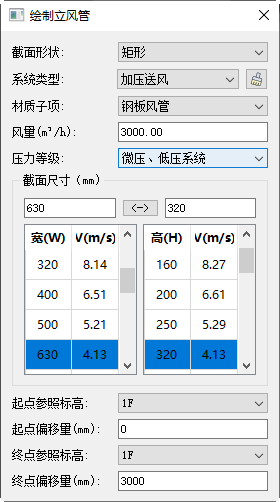 绘制立风管
截面形状: 矩形
系统类型: 加压送风
材质子项: 钢板风管
风量(m³/h): 3000.00
压力等级: 微压、低压系统
截面尺寸 (mm)
630 <-> 320
宽(W) V(m/s) 高(H) V(m/s)
320 8.14 160 8.27
400 6.51 200 6.61
500 5.21 250 5.29
630 4.13 320 4.13
起点参照标高: 1F
起点偏移量(mm): 0
终点参照标高: 1F
终点偏移量(mm): 3000